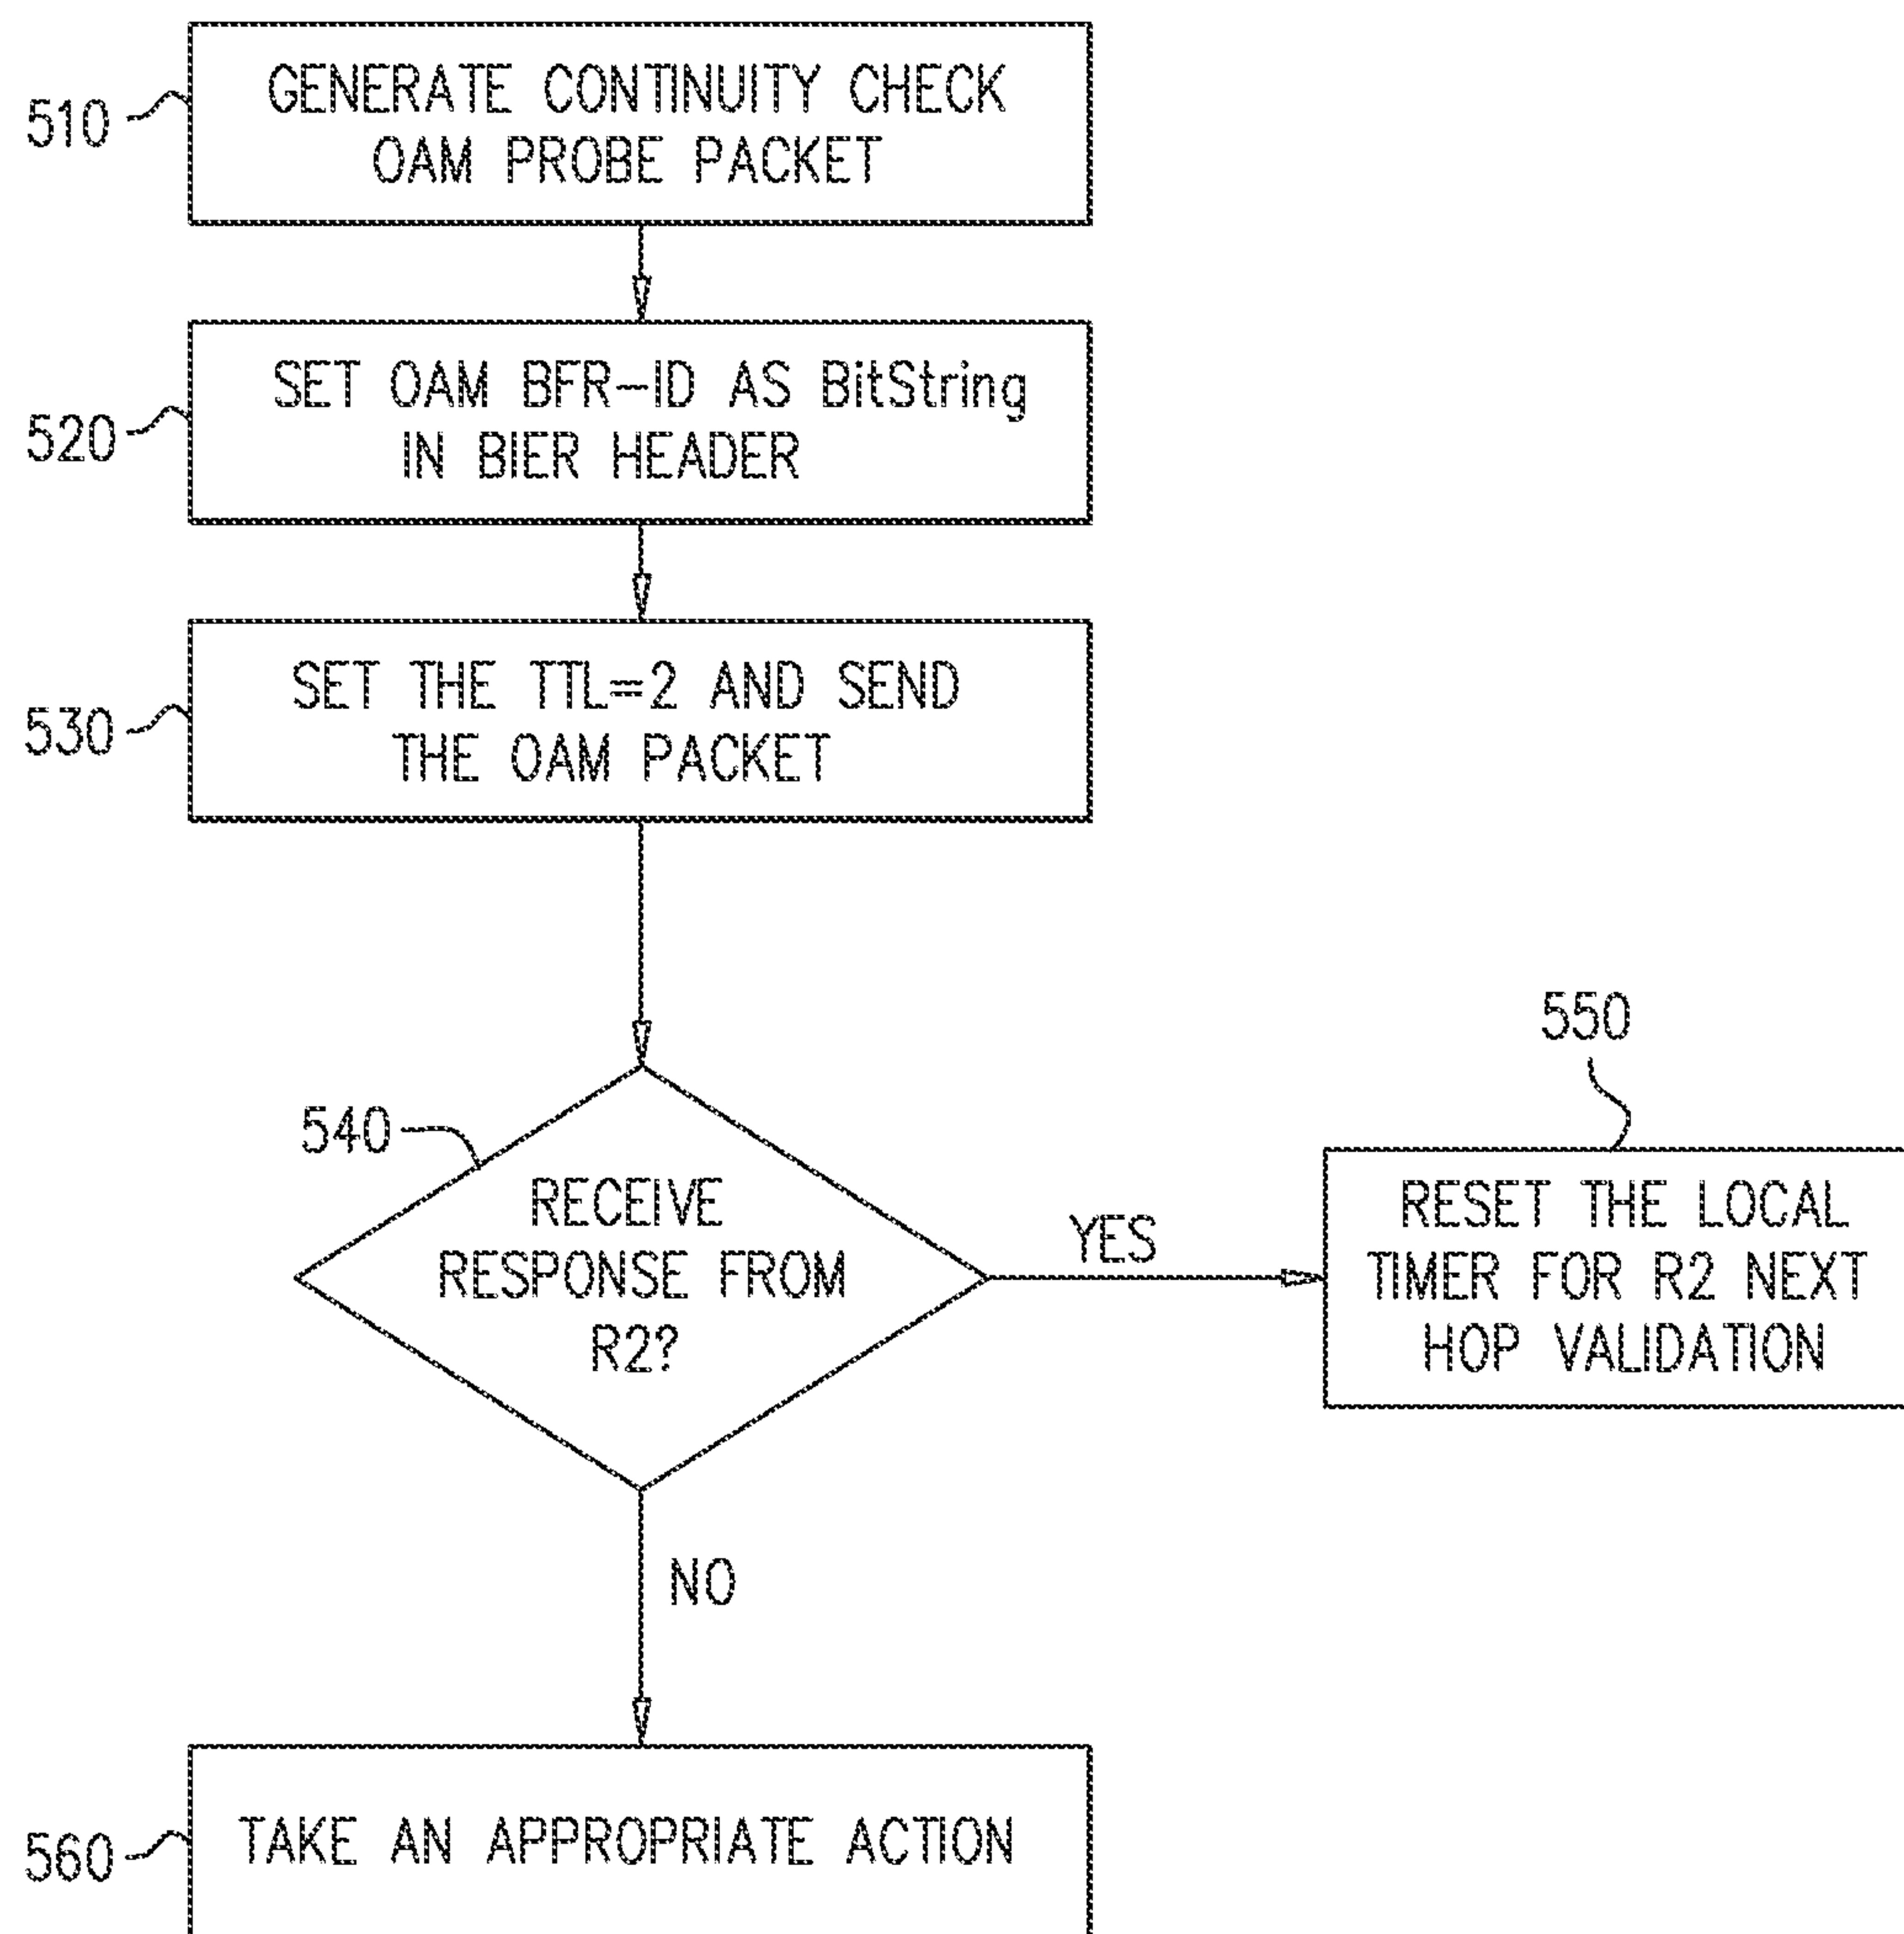 510
GENERATE CONTINUITY CHECK
OAM PROBE PACKET
520
SET OAM BFR-ID AS BitString
IN BIER HEADER
530
SET THE TTL=2 AND SEND
THE OAM PACKET
540
RECEIVE
RESPONSE FROM
R2?
YES
550
RESET THE LOCAL
TIMER FOR R2 NEXT
HOP VALIDATION
NO
560
TAKE AN APPROPRIATE ACTION